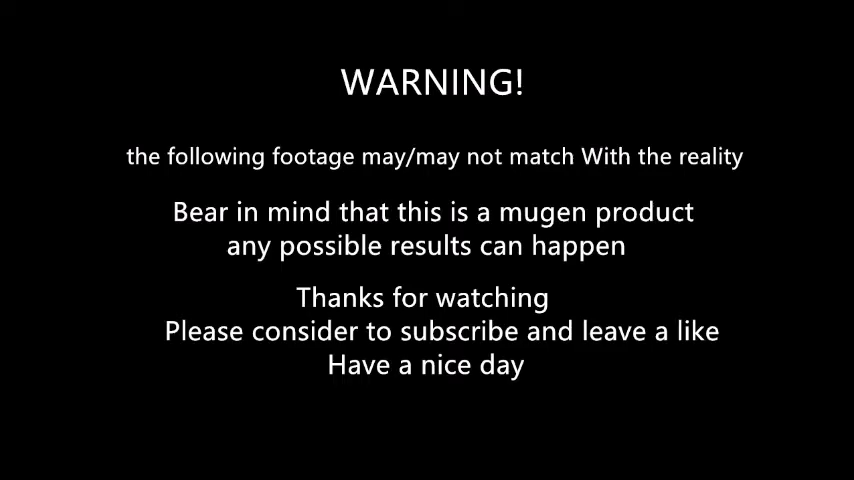 WARNING!
the following footage may/may not match With the reality
Bear in mind that this is a mugen product
any possible results can happen
Thanks for watching
Please consider to subscribe and leave a like
Have a nice day